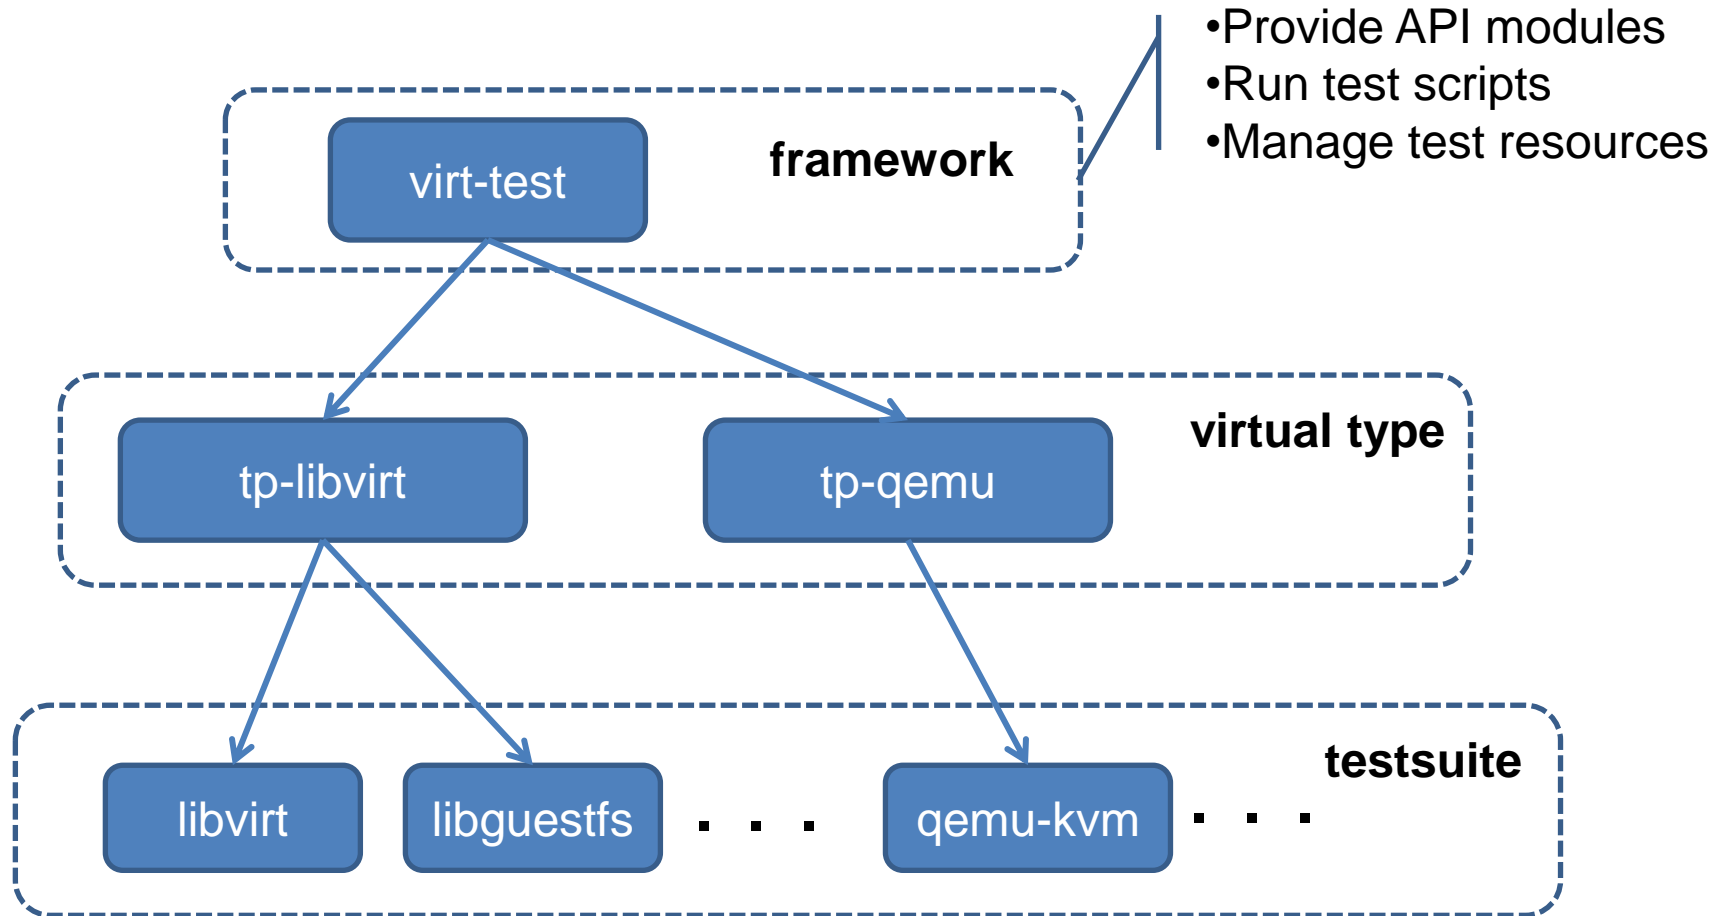 •Provide API modules
•Run test scripts
•Manage test resources
virt-test
framework
tp-libvirt
tp-qemu
virtual type
libvirt
libguestfs
. . .
qemu-kvm
. . .
testsuite